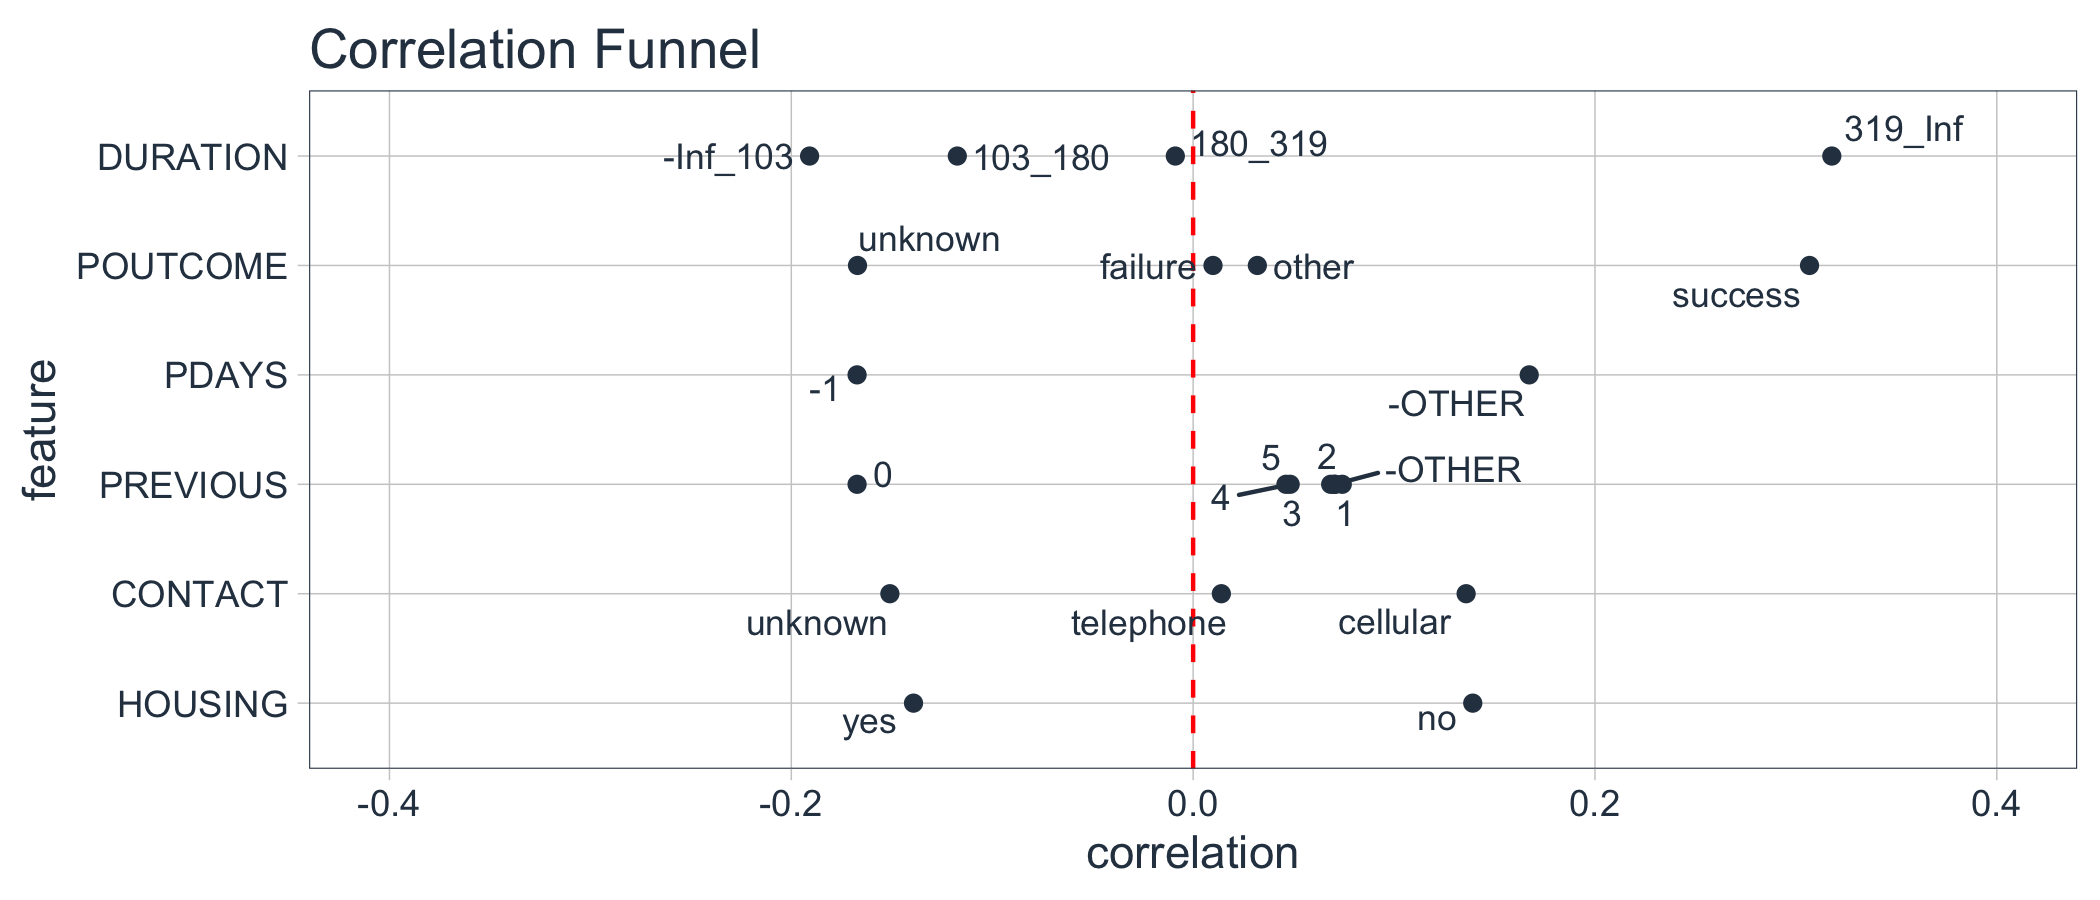 Correlation Funnel
feature
DURATION -Inf_103 103_180 180_319 319_Inf
POUTCOME unknown failure other success
PDAYS -1 -OTHER
PREVIOUS 0 4 5 3 2 1 -OTHER
CONTACT unknown telephone cellular
HOUSING yes no
-0.4 -0.2 0.0 0.2 0.4
correlation